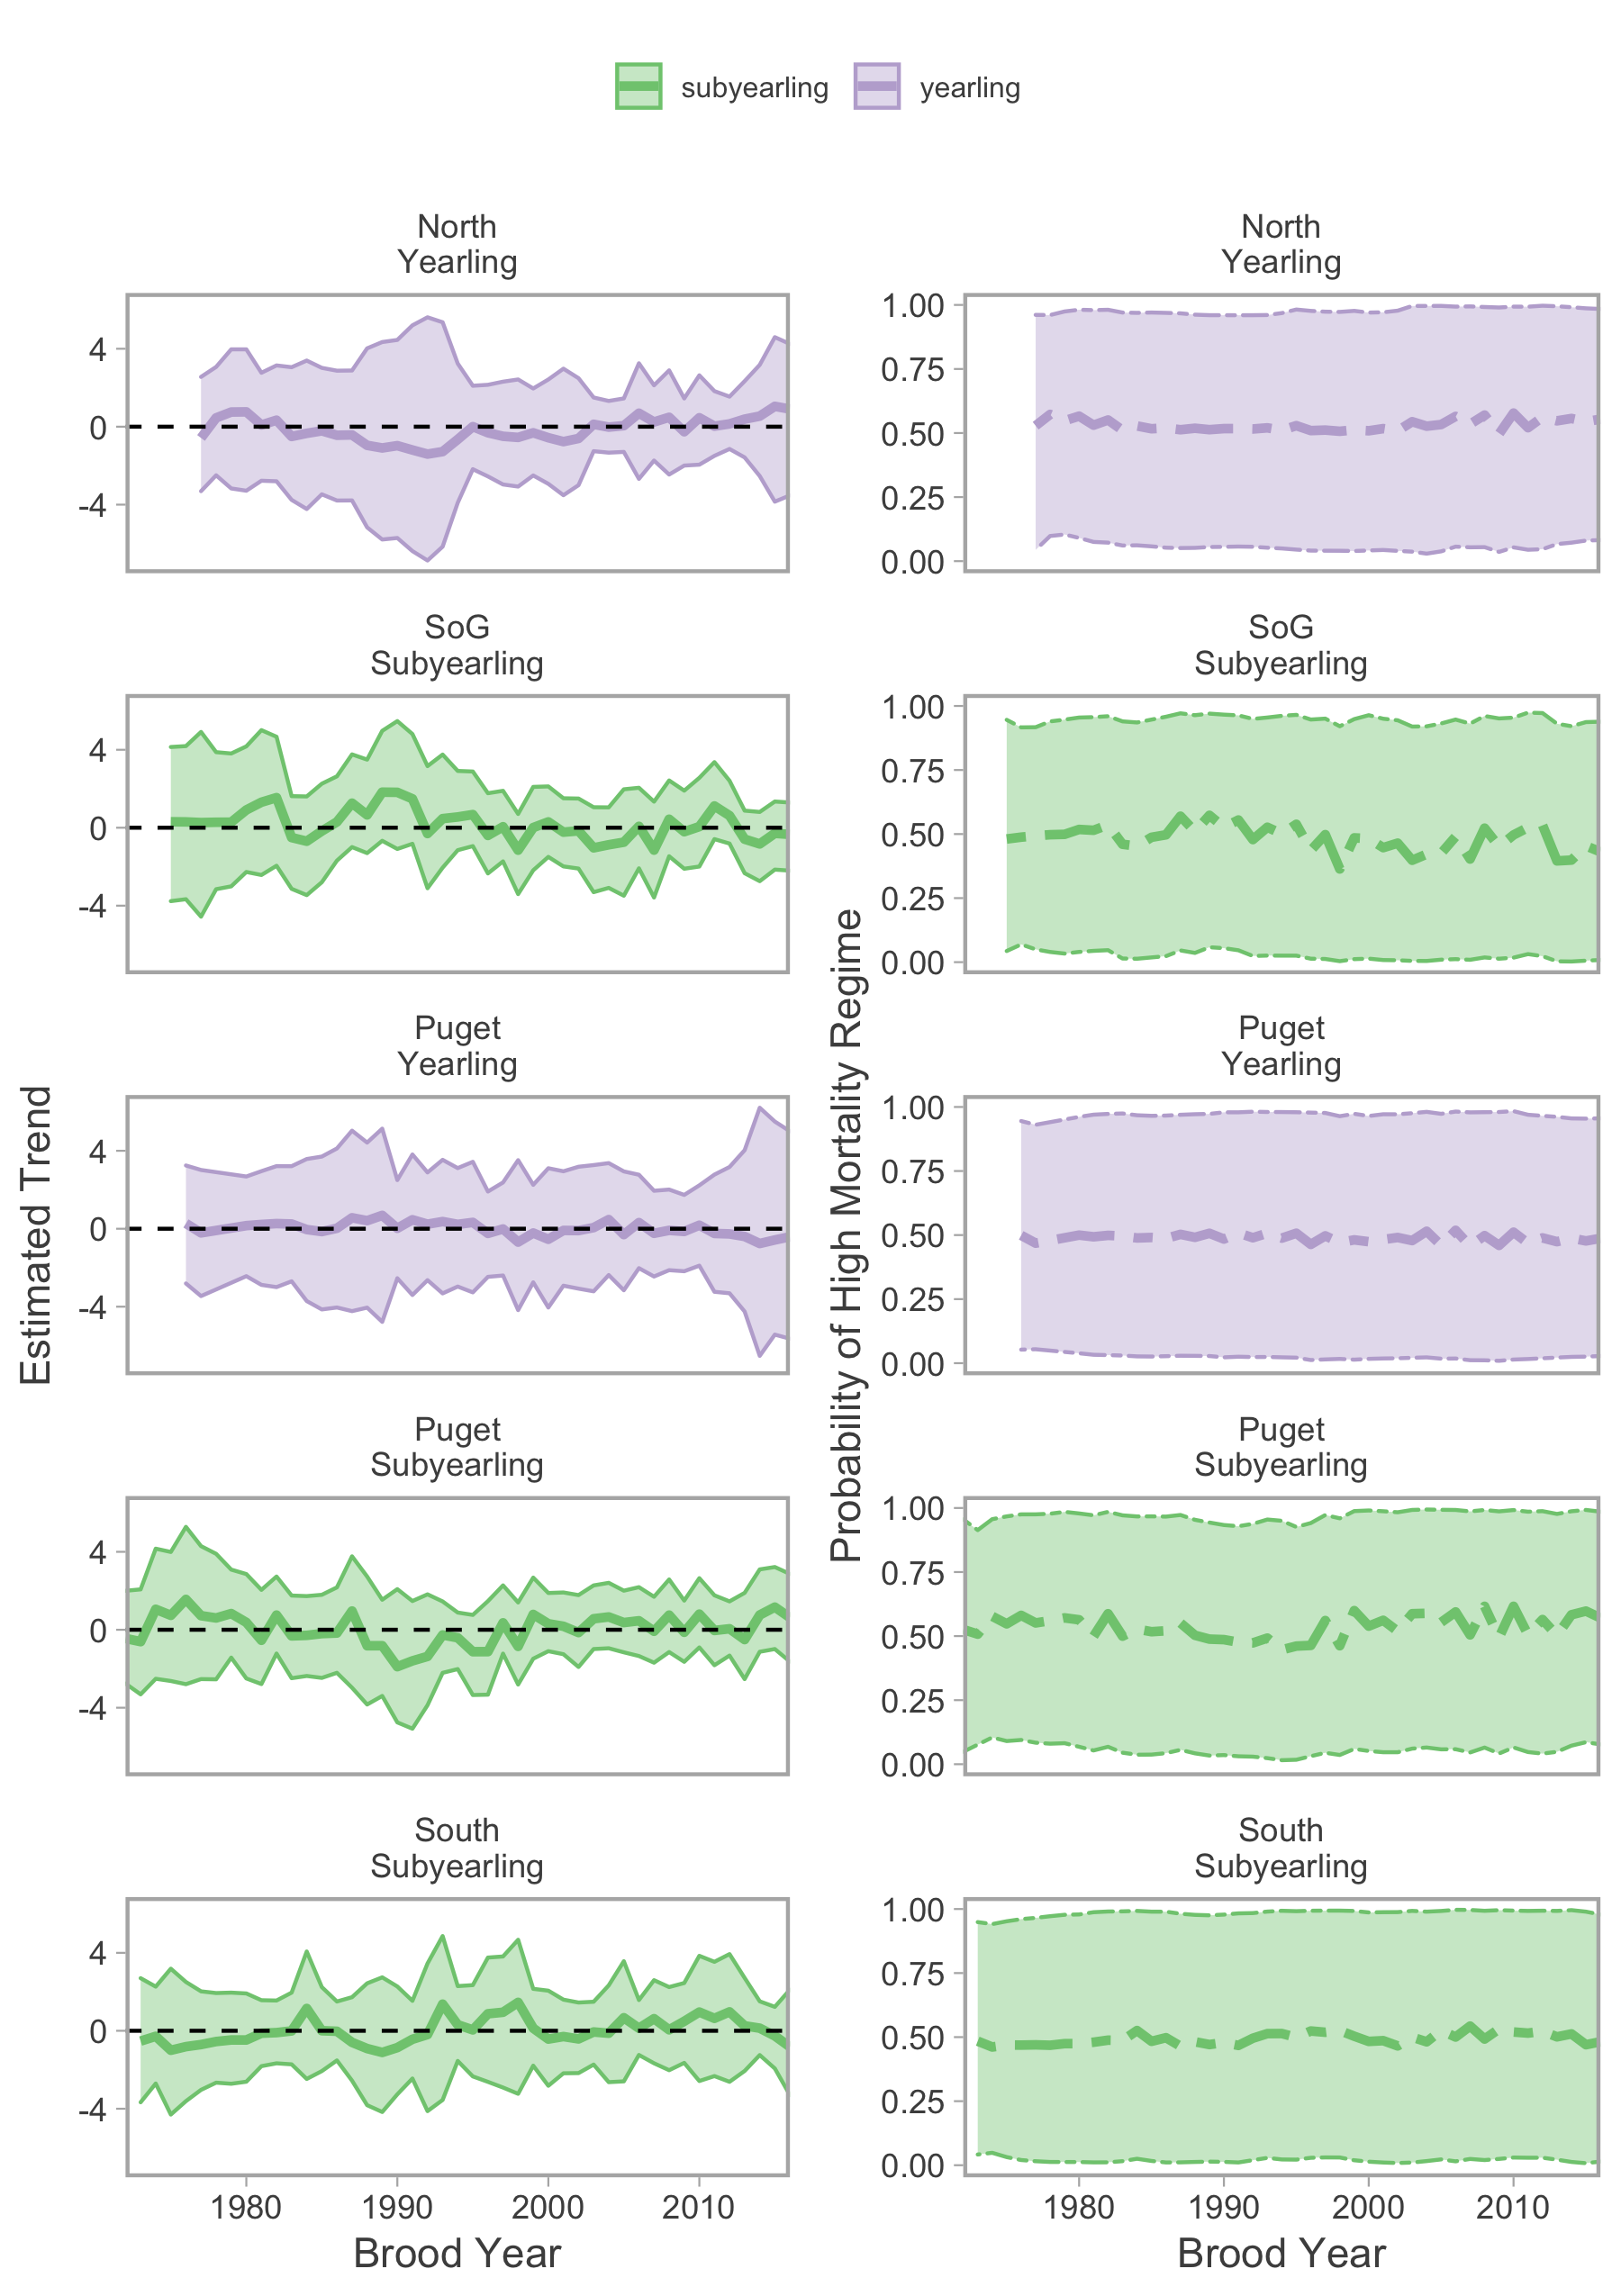 subyearling yearling
North
Yearling
4
0
-4
SoG
Subyearling
4
0
-4
Puget
Yearling
4
0
-4
Puget
Subyearling
4
0
-4
South
Subyearling
4
0
-4
1980 1990 2000 2010
Brood Year
Estimated Trend
North
Yearling
1.00
0.75
0.50
0.25
0.00
SoG
Subyearling
1.00
0.75
0.50
0.25
0.00
Puget
Yearling
1.00
0.75
0.50
0.25
0.00
Puget
Subyearling
1.00
0.75
0.50
0.25
0.00
South
Subyearling
1.00
0.75
0.50
0.25
0.00
1980 1990 2000 2010
Brood Year
Probability of High Mortality Regime